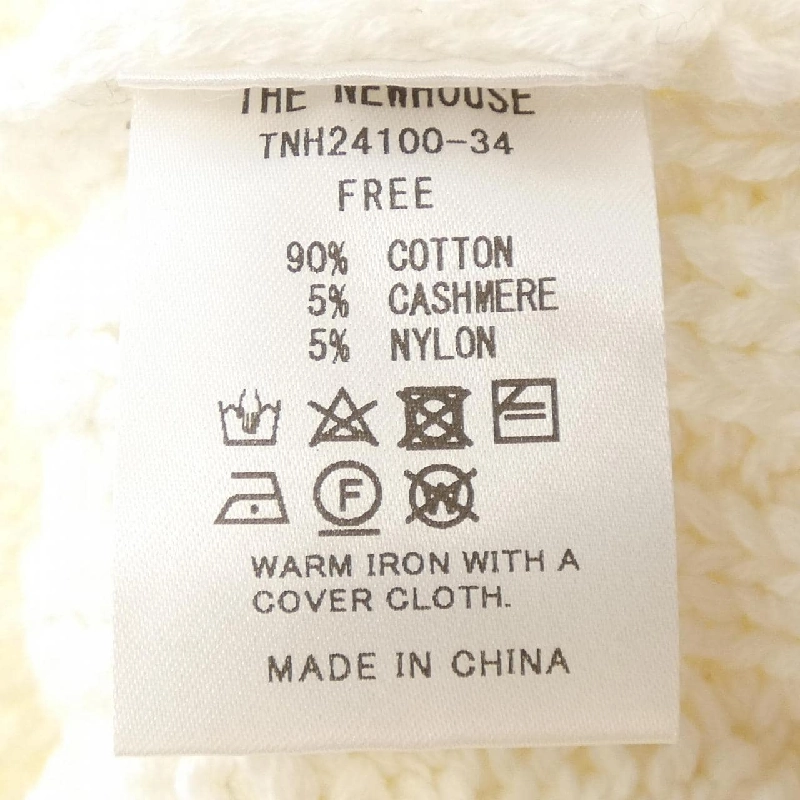 THE NEWHOUSE
TNH24100-34
FREE
90% COTTON
5% CASHMERE
5% NYLON
F
W
WARM IRON WITH A
COVER CLOTH.
MADE IN CHINA